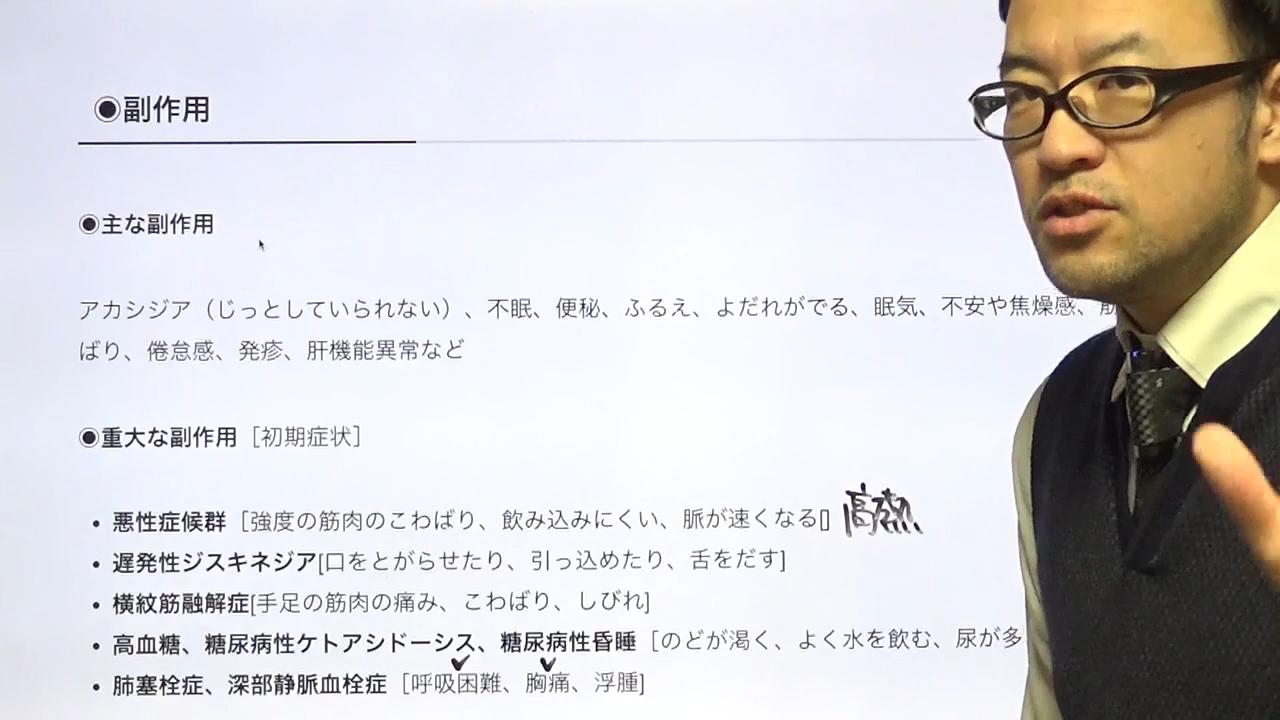 ◉副作用
◉主な副作用
アカシジア（じっとしていられない）、不眠、便秘、ふるえ、よだれがでる、眠気、不安や焦燥感、筋
ばり、倦怠感、発疹、肝機能異常など
◉重大な副作用［初期症状］
• 悪性症候群［強度の筋肉のこわばり、飲み込みにくい、脈が速くなる▯ 高熱
• 遅発性ジスキネジア[口をとがらせたり、引っ込めたり、舌をだす]
• 横紋筋融解症[手足の筋肉の痛み、こわばり、しびれ]
• 高血糖、糖尿病性ケトアシドーシス、糖尿病性昏睡［のどが渇く、よく水を飲む、尿が多
• 肺塞栓症、深部静脈血栓症［呼吸困難、胸痛、浮腫]